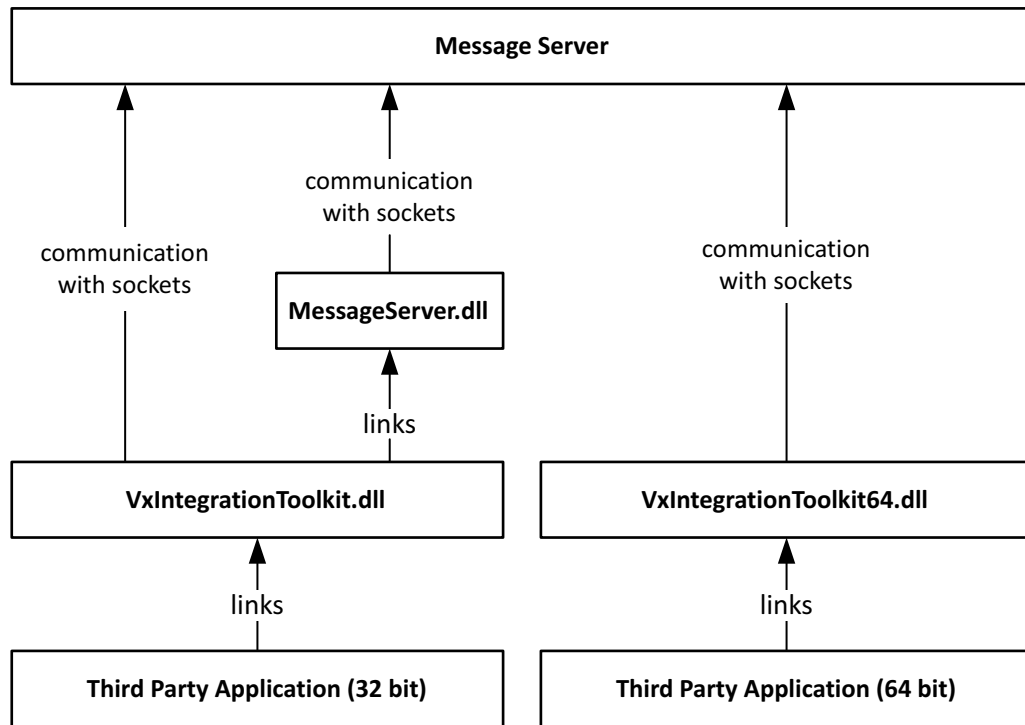 Message Server
communication
with sockets
communication
with sockets
communication
with sockets
MessageServer.dll
links
VxIntegrationToolkit.dll
VxIntegrationToolkit64.dll
links
links
Third Party Application (32 bit)
Third Party Application (64 bit)